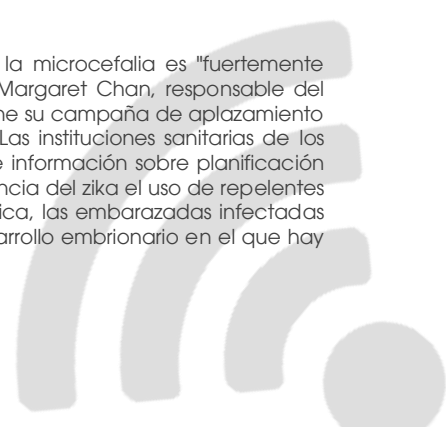 la microcefalia es "fuertemente
Margaret Chan, responsable del
ne su campaña de aplazamiento
Las instituciones sanitarias de los
e información sobre planificación
ncia del zika el uso de repelentes
ica, las embarazadas infectadas
arrollo embrionario en el que hay